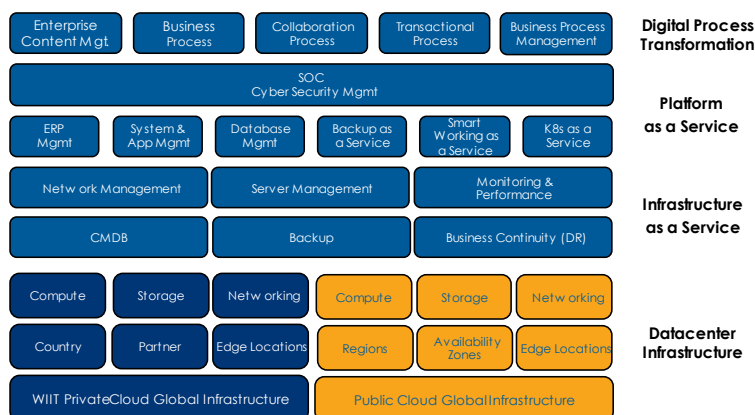 Enterprise
Content Mgt.
Business
Process
Collaboration
Process
Transactional
Process
Business Process
Management
Digital Process
Transformation
SOC
Cyber Security Mgmt
Platform
as a Service
ERP
Mgmt
System &
App Mgmt
Database
Mgmt
Backup as
a Service
Smart
Working as
a Service
K8s as a
Service
Network Management
Server Management
Monitoring &
Performance
Infrastructure
as a Service
CMDB
Backup
Business Continuity (DR)
Compute
Storage
Networking
Compute
Storage
Networking
Country
Partner
Edge Locations
Regions
Availability
Zones
Edge Locations
Datacenter
Infrastructure
WIIT PrivateCloud Global Infrastructure
Public Cloud GlobalInfrastructure